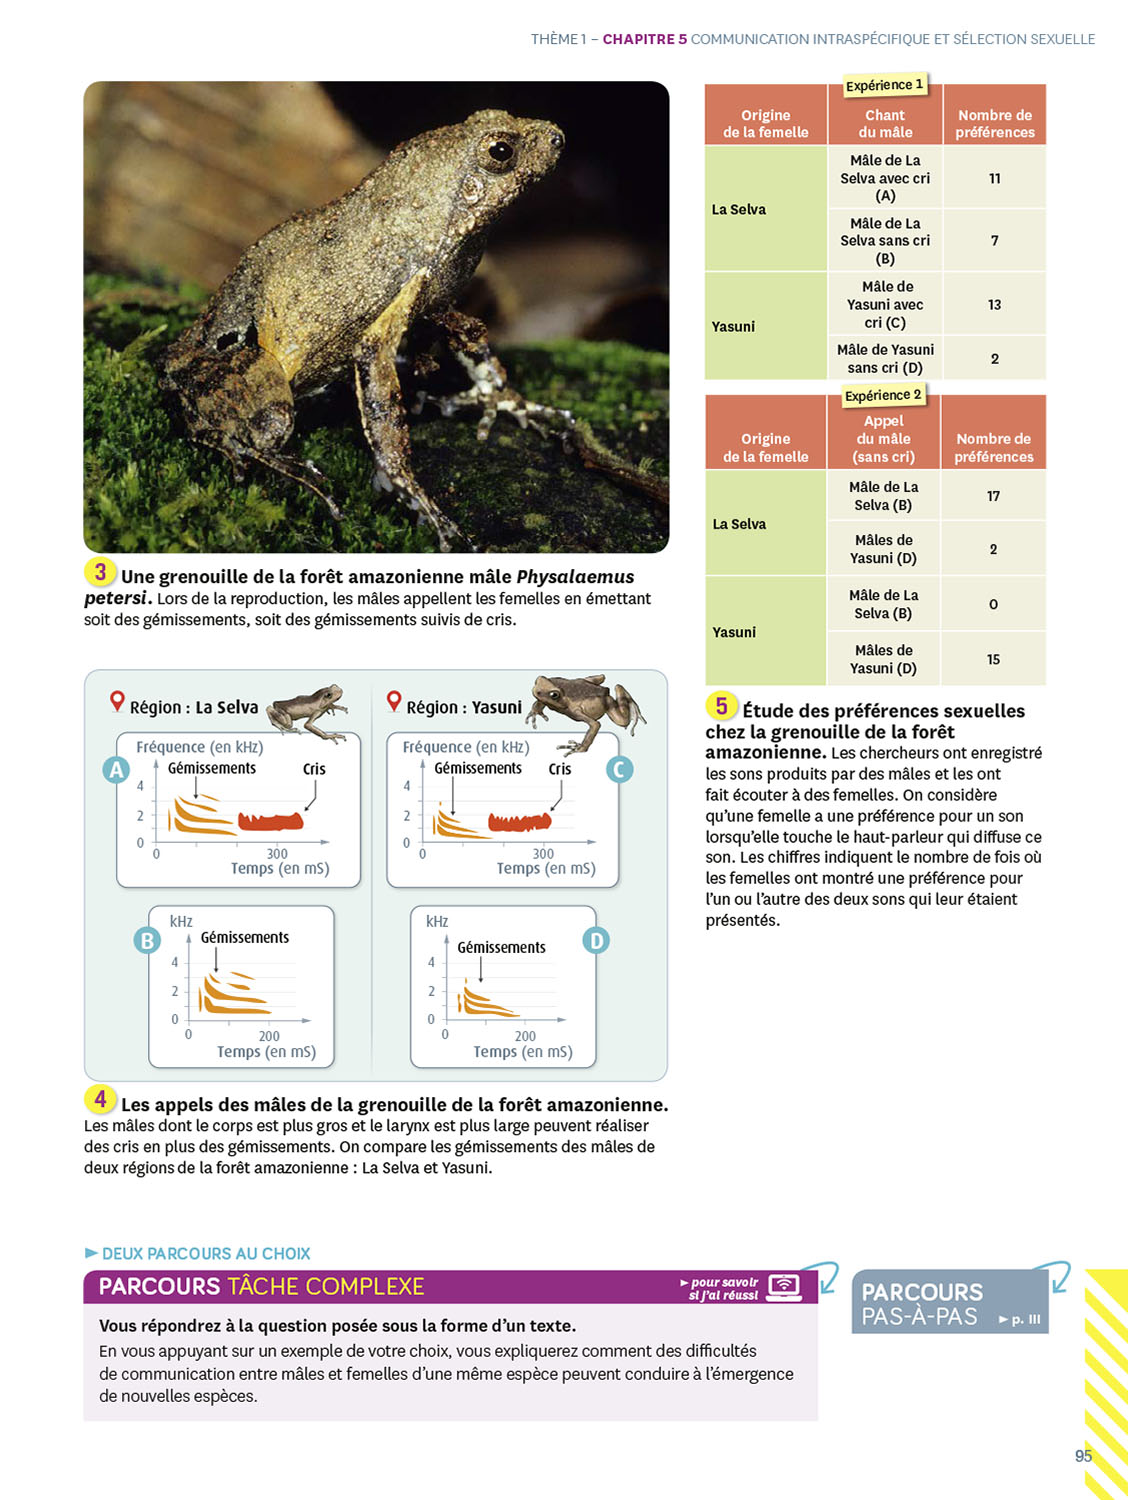 THÈME 1 – CHAPITRE 5 COMMUNICATION INTRASPÉCIFIQUE ET SÉLECTION SEXUELLE
3 Une grenouille de la forêt amazonienne mâle Physalaemus
petersi. Lors de la reproduction, les mâles appellent les femelles en émettant
soit des gémissements, soit des gémissements suivis de cris.
Région : La Selva
Région : Yasuni
A
Fréquence (en kHz)
Gémissements
Cris
4
2
0
0
300
Temps (en mS)
C
Fréquence (en kHz)
Gémissements
Cris
4
2
0
0
300
Temps (en mS)
B
kHz
Gémissements
4
2
0
0
200
Temps (en mS)
D
kHz
Gémissements
4
2
0
0
200
Temps (en mS)
4 Les appels des mâles de la grenouille de la forêt amazonienne.
Les mâles dont le corps est plus gros et le larynx est plus large peuvent réaliser
des cris en plus des gémissements. On compare les gémissements des mâles de
deux régions de la forêt amazonienne : La Selva et Yasuni.
Expérience 1
Origine
de la femelle
Chant
du mâle
Nombre de
préférences
La Selva
Mâle de La
Selva avec cri
(A)
11
Mâle de La
Selva sans cri
(B)
7
Yasuni
Mâle de
Yasuni avec
cri (C)
13
Mâle de Yasuni
sans cri (D)
2
Expérience 2
Origine
de la femelle
Appel
du mâle
(sans cri)
Nombre de
préférences
La Selva
Mâle de La
Selva (B)
17
Mâles de
Yasuni (D)
2
Yasuni
Mâle de La
Selva (B)
0
Mâles de
Yasuni (D)
15
5 Étude des préférences sexuelles
chez la grenouille de la forêt
amazonienne. Les chercheurs ont enregistré
les sons produits par des mâles et les ont
fait écouter à des femelles. On considère
qu'une femelle a une préférence pour un son
lorsqu'elle touche le haut-parleur qui diffuse ce
son. Les chiffres indiquent le nombre de fois où
les femelles ont montré une préférence pour
l'un ou l'autre des deux sons qui leur étaient
présentés.
► DEUX PARCOURS AU CHOIX
PARCOURS TÂCHE COMPLEXE
► pour savoir
si j'ai réussi
Vous répondrez à la question posée sous la forme d'un texte.
En vous appuyant sur un exemple de votre choix, vous expliquerez comment des difficultés
de communication entre mâles et femelles d'une même espèce peuvent conduire à l'émergence
de nouvelles espèces.
PARCOURS
PAS-À-PAS ► p. III
95